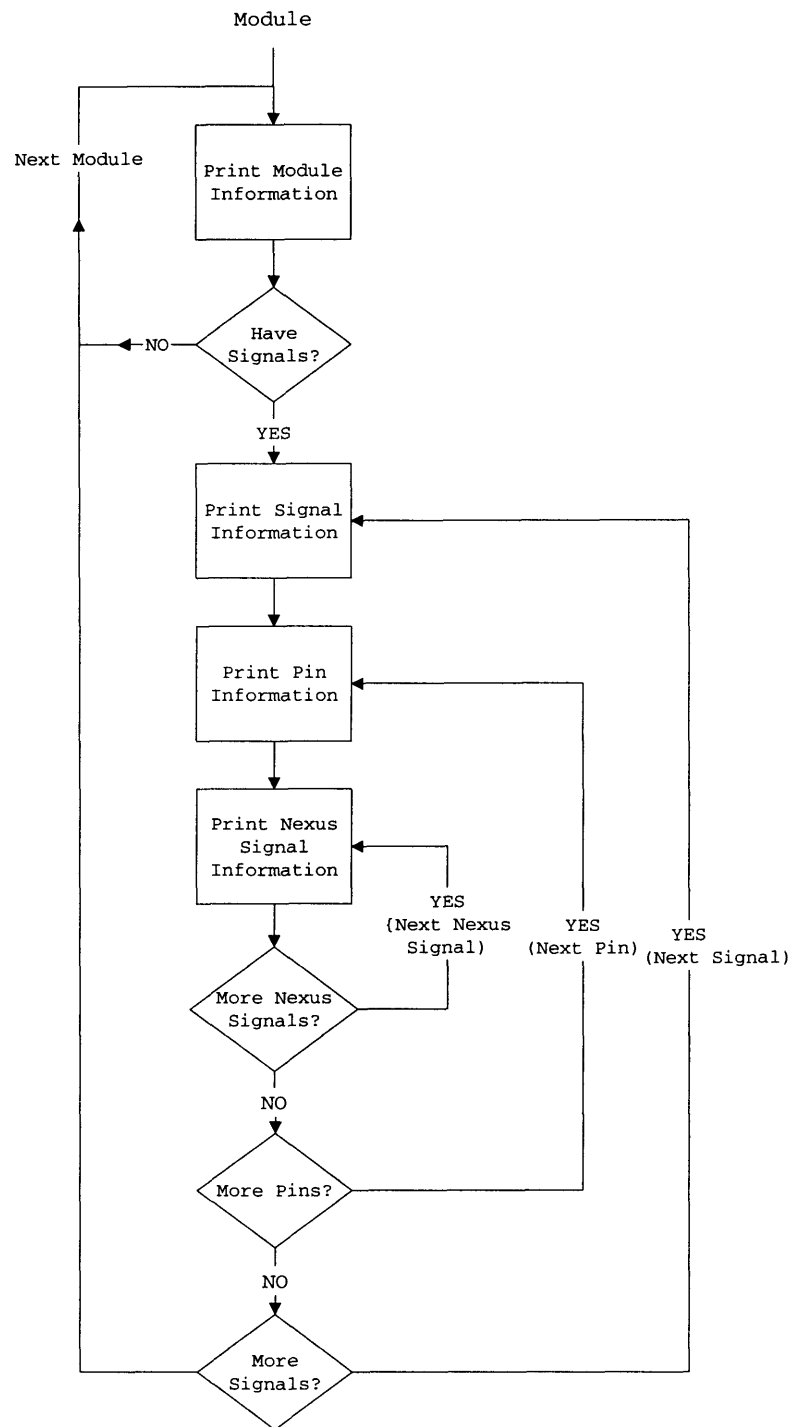 Module
Next Module
Print Module
Information
Have
Signals?
NO
YES
Print Signal
Information
Print Pin
Information
Print Nexus
Signal
Information
YES
{Next Nexus
Signal)
YES
(Next Pin)
YES
(Next Signal)
More Nexus
Signals?
NO
More Pins?
NO
More
Signals?